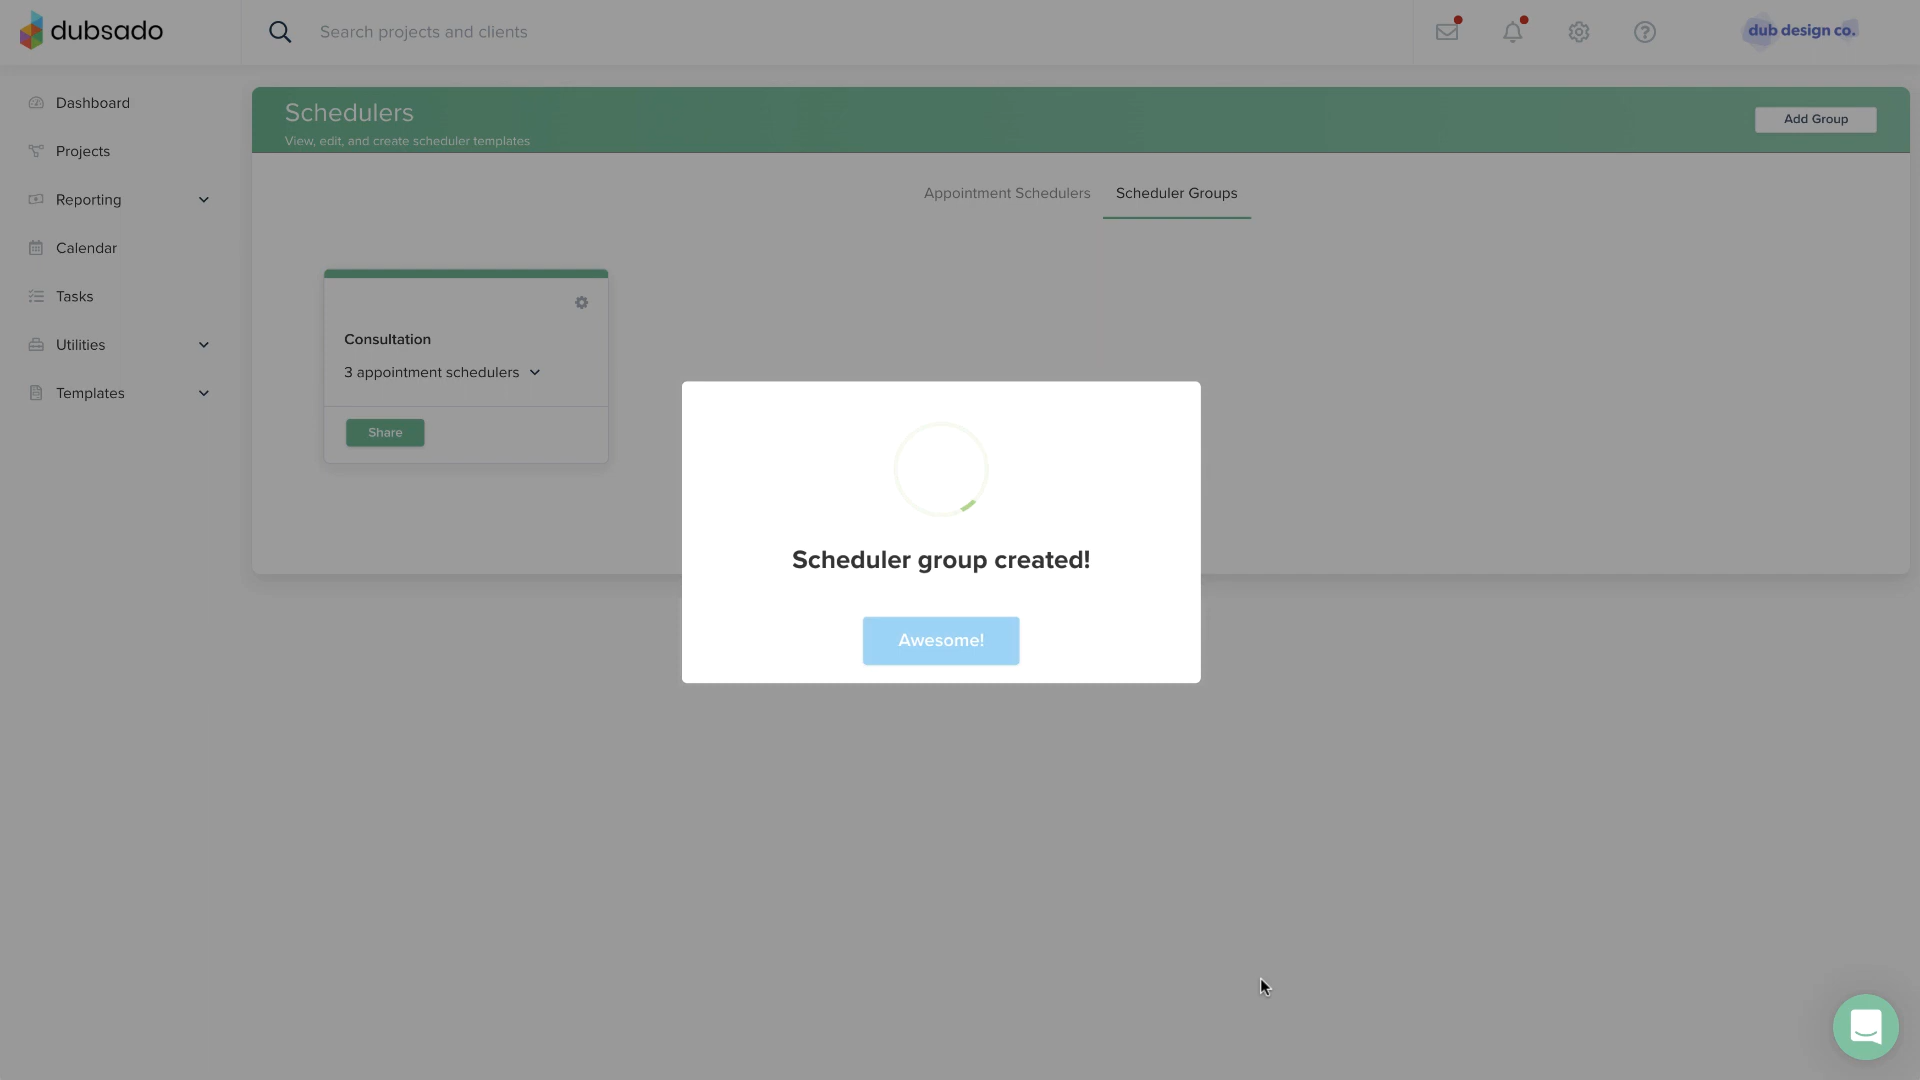 dubsado
Search projects and clients
dub design co.
Dashboard
Projects
Reporting
Calendar
Tasks
Utilities
Templates
Schedulers
View, edit, and create scheduler templates
Add Group
Appointment Schedulers
Scheduler Groups
Consultation
3 appointment schedulers
Share
Scheduler group created!
Awesome!